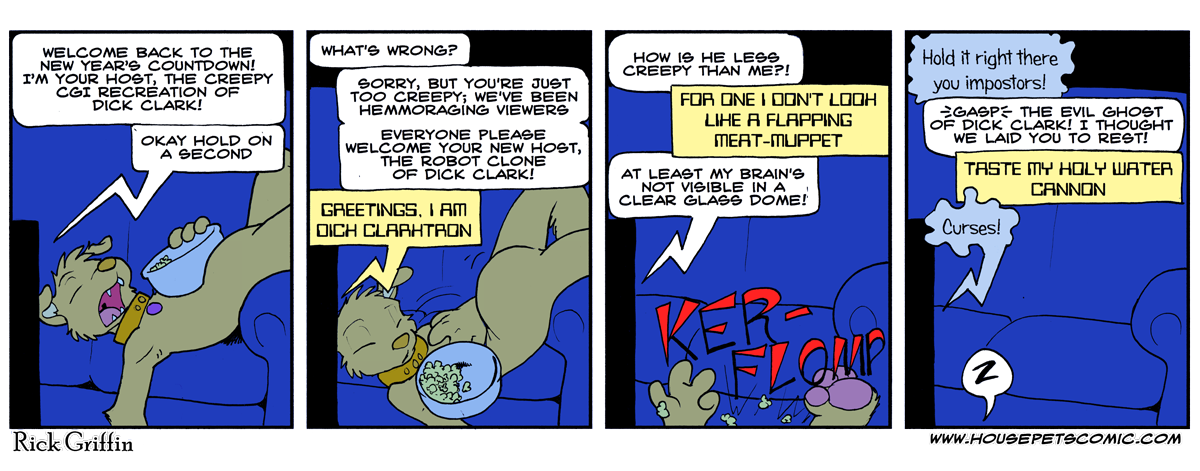 WELCOME BACK TO THE
NEW YEAR'S COUNTDOWN!
I'M YOUR HOST, THE CREEPY
CGI RECREATION OF
DICK CLARK!
OKAY HOLD ON
A SECOND
WHAT'S WRONG?
SORRY, BUT YOU'RE JUST
TOO CREEPY; WE'VE BEEN
HEMMORAGING VIEWERS
EVERYONE PLEASE
WELCOME YOUR NEW HOST,
THE ROBOT CLONE
OF DICK CLARK!
GREETINGS, I AM
DICK CLARKTRON
HOW IS HE LESS
CREEPY THAN ME?!
FOR ONE I DON'T LOOK
LIKE A FLAPPING
MEAT-MUPPET
AT LEAST MY BRAIN'S
NOT VISIBLE IN A
CLEAR GLASS DOME!
KER-
FLOMP
Hold it right there
you impostors!
GASP THE EVIL GHOST
OF DICK CLARK! I THOUGHT
WE LAID YOU TO REST!
TASTE MY HOLY WATER
CANNON
Curses!
Z
Rick Griffin
WWW.HOUSEPETSCOMIC.COM